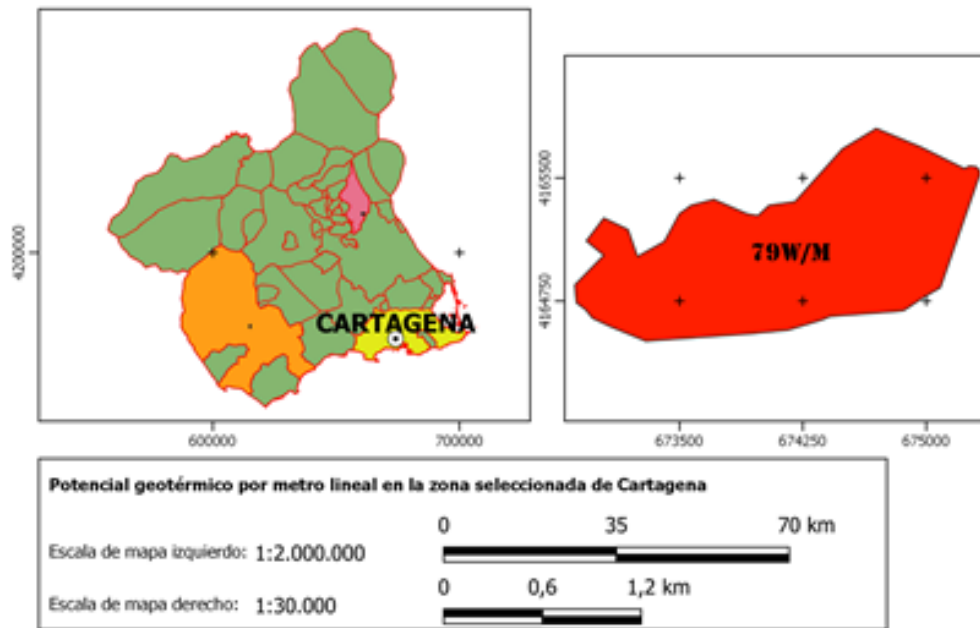 4200000
CARTAGENA
600000
700000
4165500
4164750
79W/M
673500
674250
675000
Potencial geotérmico por metro lineal en la zona seleccionada de Cartagena
0 35 70 km
Escala de mapa izquierdo: 1:2.000.000
0 0,6 1,2 km
Escala de mapa derecho: 1:30.000